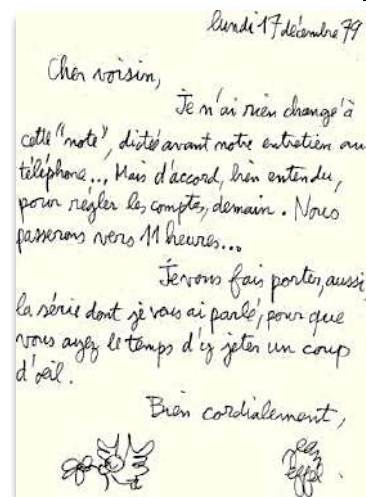 lundi 17 décembre 79
Cher voisin,
Je n'ai rien changé à
cette "note", dictée avant notre entretien au
téléphone... Mais d'accord, bien entendu,
pour régler les comptes, demain. Nous
passerons vers 11 heures...
Je vous fais porter, aussi,
la série dont je vous ai parlé, pour que
vous ayez le temps d'y jeter un coup
d'œil.
Bien cordialement,
Jean
Effel.